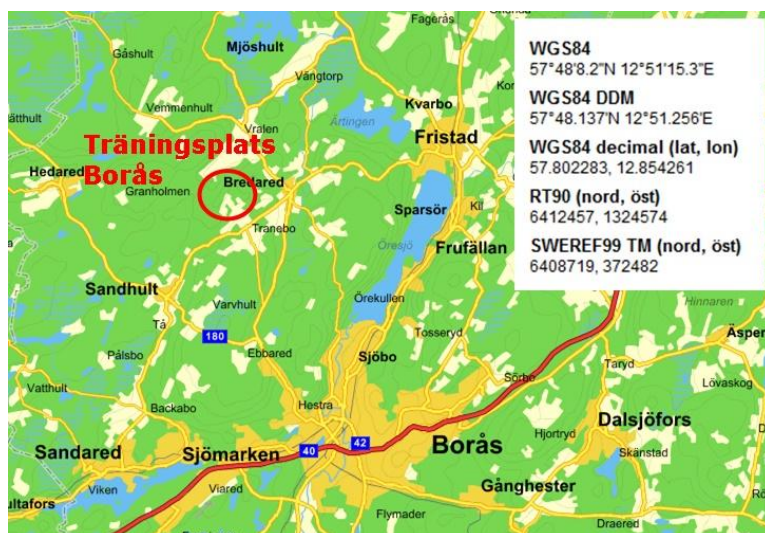 Fagerås
Mjöshult
Gåshult
Vängtorp
Vemmenhult
Kvarbo
Ärtingen
Vralen
Fristad
Träningsplats
Borås
Hedared
Granholmen
Bredared
Sparsör
Kil
Tranebo
Öresjö
Frufällan
Sandhult
Örekullen
Varvhult
Tå
180
Tosseryd
Pålsbo
Ebbared
Sjöbo
Vatthult
Backabo
Hestra
Sörbo
Taryd
Lövaskog
Hinnaren
Äsper
Dalsjöfors
42
40
Borås
Hjortryd
Skänstad
Sandared
Sjömarken
Gånghester
Viken
Viared
ultafors
Flymader
Draered
WGS84
57°48'8.2"N 12°51'15.3"E
WGS84 DDM
57°48.137'N 12°51.256'E
WGS84 decimal (lat, lon)
57.802283, 12.854261
RT90 (nord, öst)
6412457, 1324574
SWEREF99 TM (nord, öst)
6408719, 372482